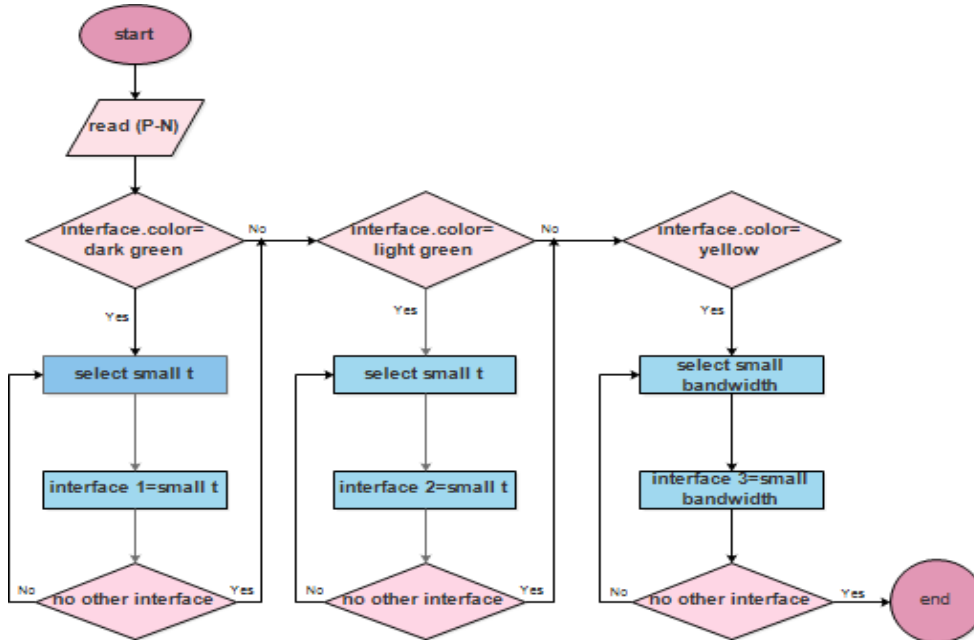 start
read (P-N)
interface.color=
dark green
No
interface.color=
light green
No
interface.color=
yellow
Yes
Yes
Yes
select small t
select small t
select small
bandwidth
interface 1=small t
interface 2=small t
interface 3=small
bandwidth
No
no other interface
Yes
No
no other interface
Yes
No
no other interface
Yes
end